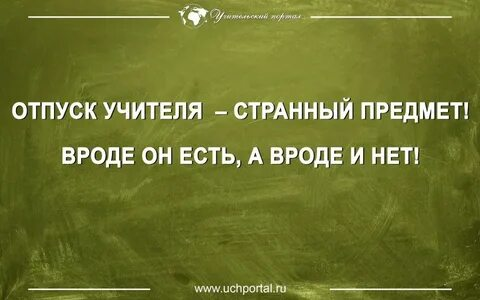 Учительский портал
ОТПУСК УЧИТЕЛЯ – СТРАННЫЙ ПРЕДМЕТ!
ВРОДЕ ОН ЕСТЬ, А ВРОДЕ И НЕТ!
www.uchportal.ru